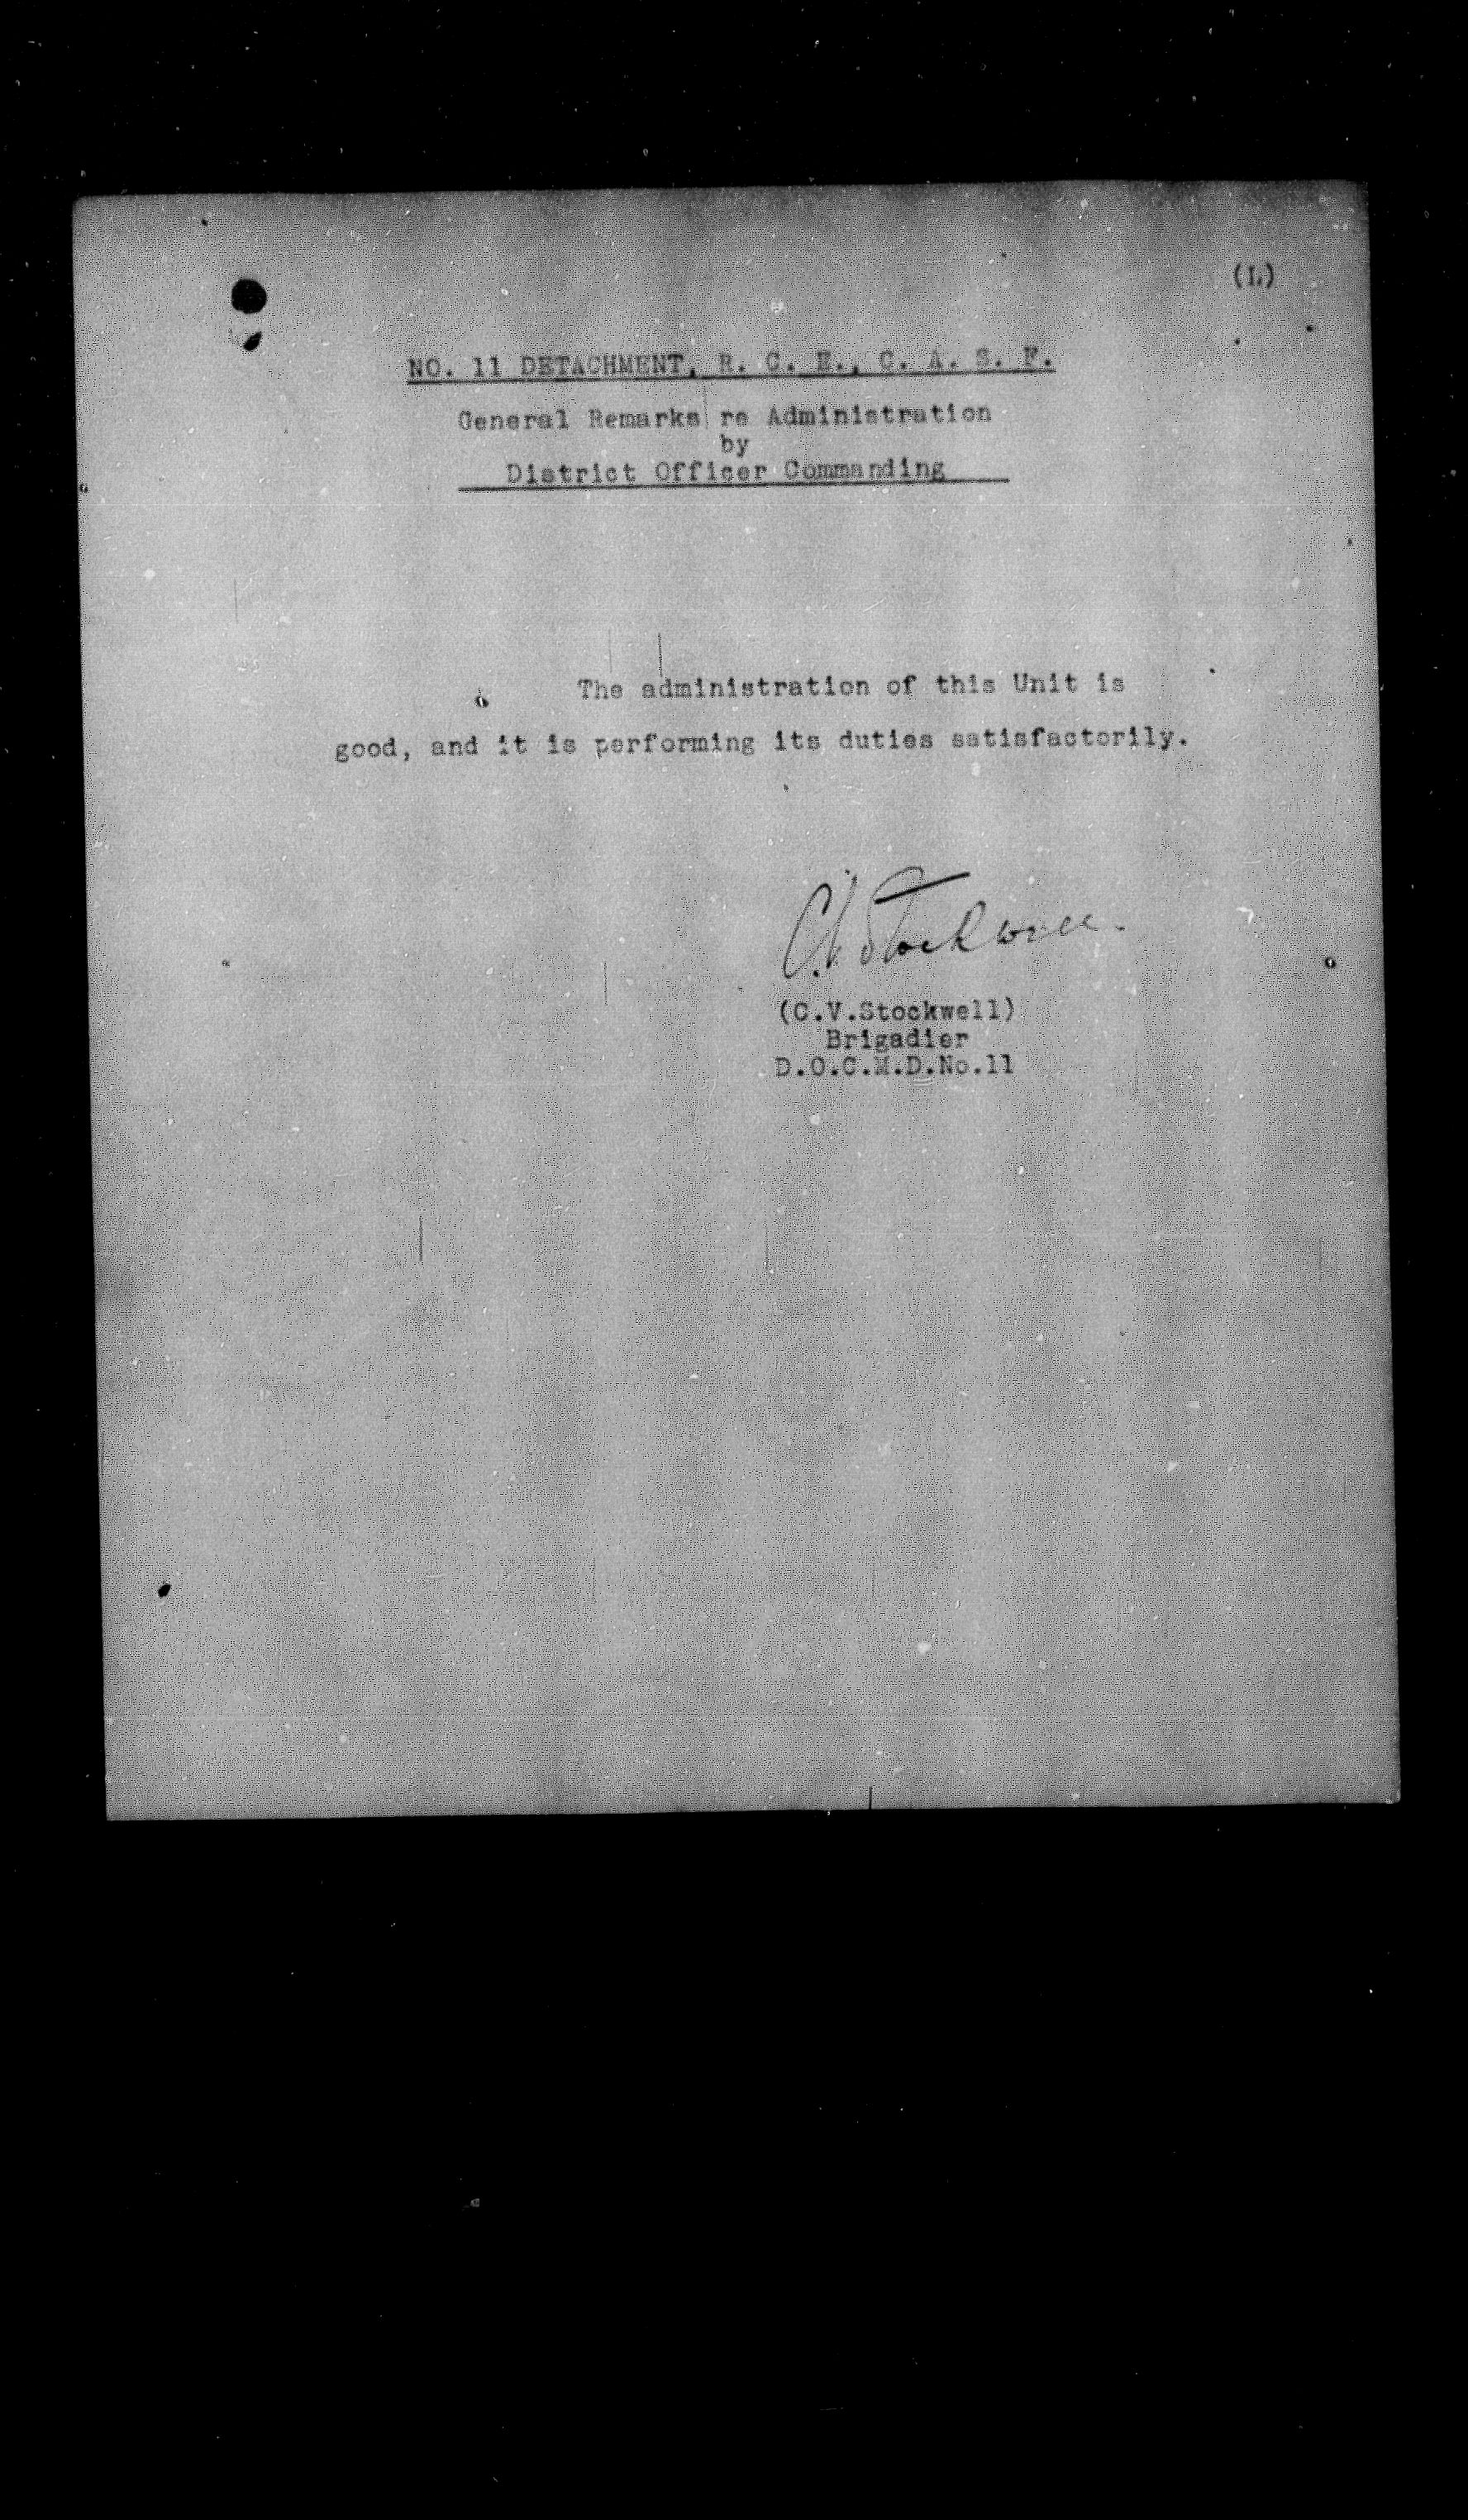 (L)
NO. 11 DETACHMENT, R. C. E., C. A. S. F.
General Remarks re Administration
by
District Officer Commanding
The administration of this Unit is
good, and it is performing its duties satisfactorily.
C.V. Stockwell.
(C.V.Stockwell)
Brigadier
D.O.C.M.D.No.11